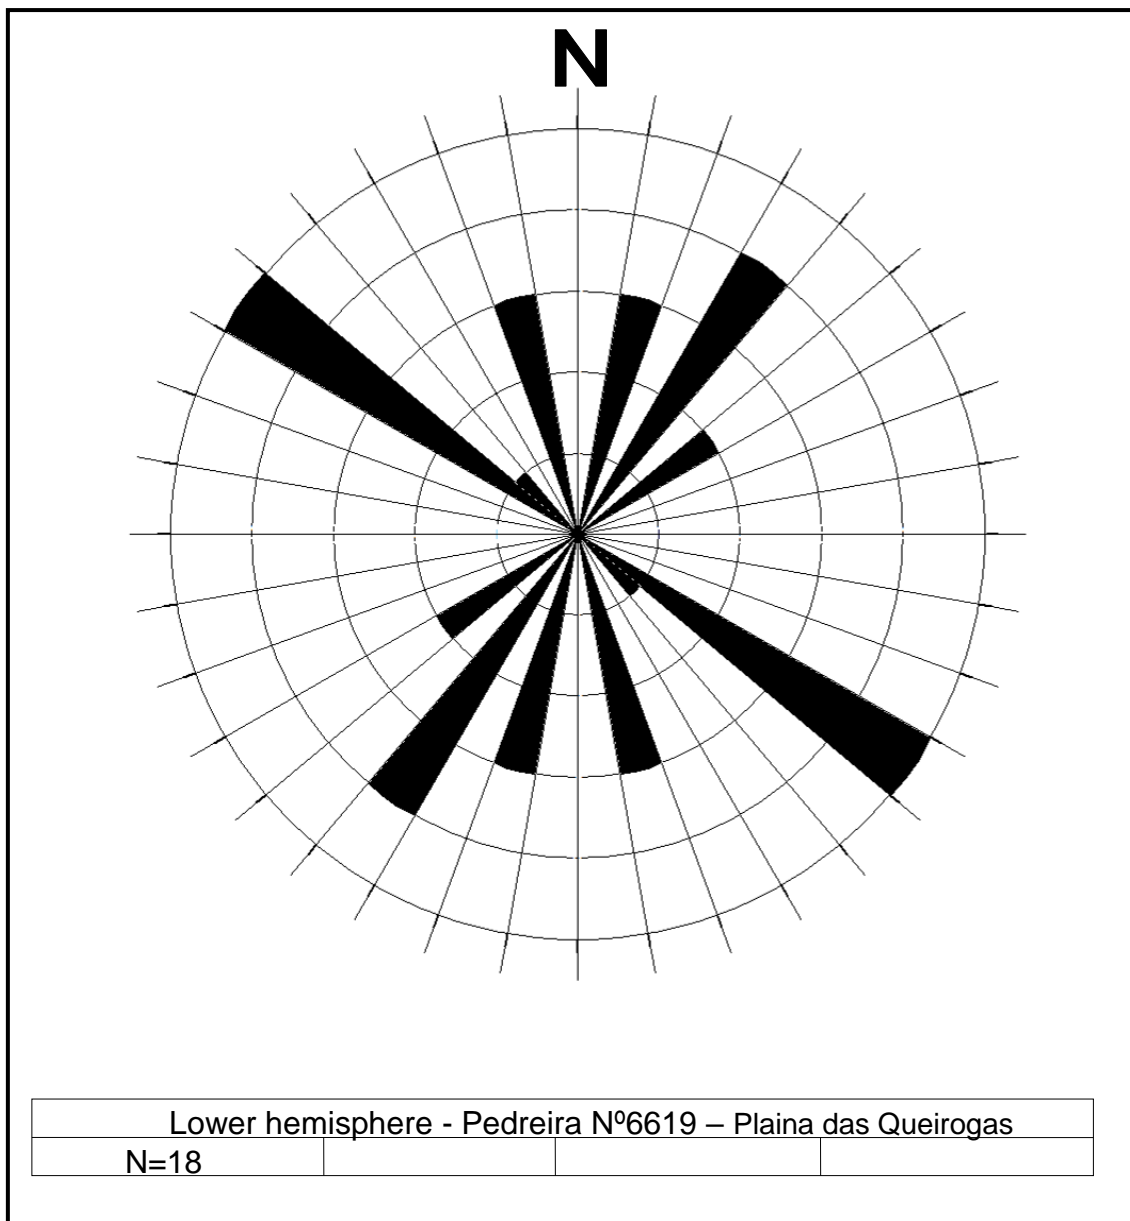 N
Lower hemisphere - Pedreira Nº6619 – Plaina das Queirogas
N=18